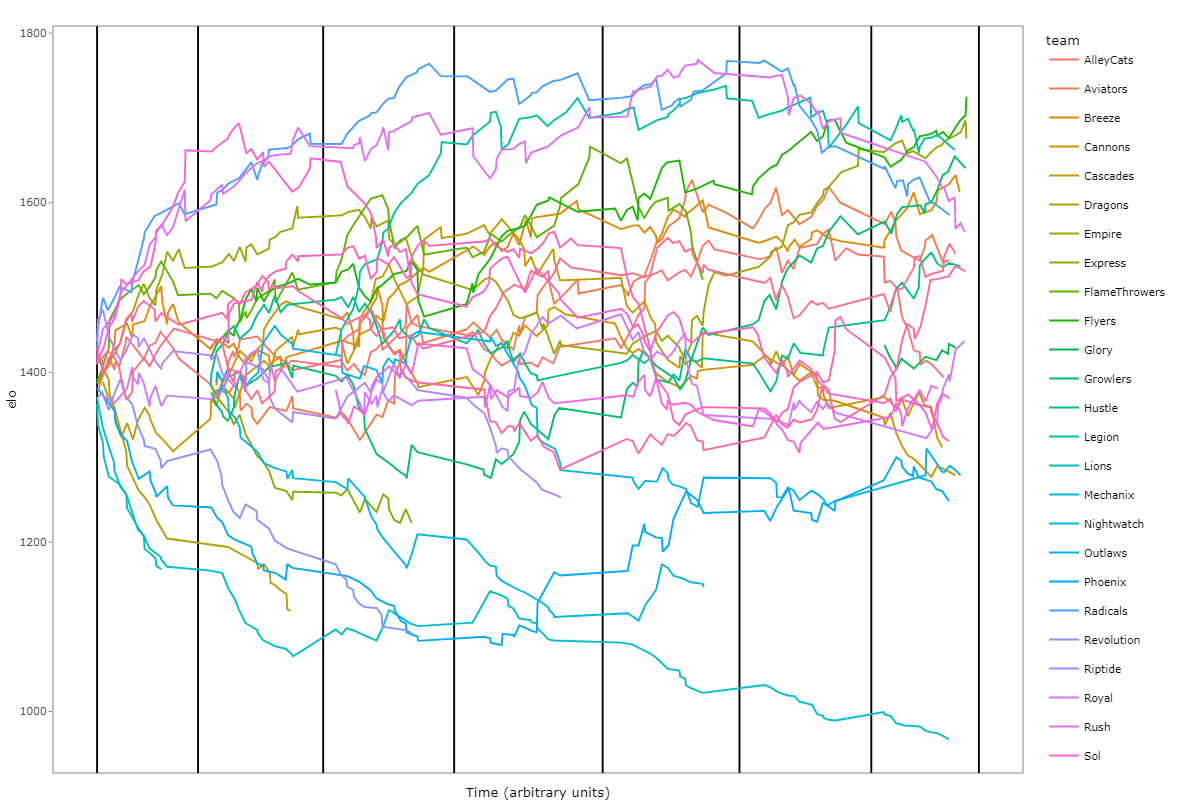 1800
1600
1400
1200
1000
elo
Time (arbitrary units)
team
AlleyCats
Aviators
Breeze
Cannons
Cascades
Dragons
Empire
Express
FlameThrowers
Flyers
Glory
Growlers
Hustle
Legion
Lions
Mechanix
Nightwatch
Outlaws
Phoenix
Radicals
Revolution
Riptide
Royal
Rush
Sol